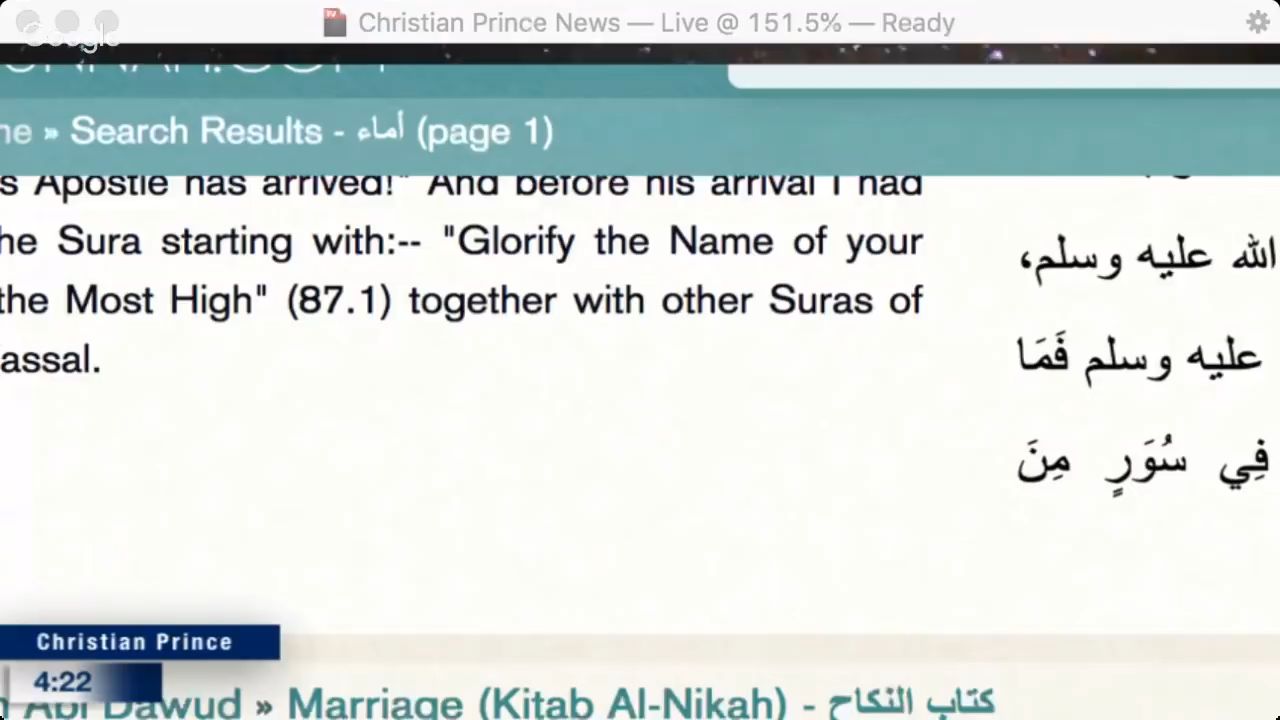 Christian Prince News — Live @ 151.5% — Ready
Google
» Search Results - أماء (page 1)
s Apostle has arrived!" And before his arrival I had
he Sura starting with:-- "Glorify the Name of your
the Most High" (87.1) together with other Suras of
assal.
الله عليه وسلم،
عليه وسلم فَمَا
فِي سُوَرٍ مِنَ
Christian Prince
4:22
Abi Dawud » Marriage (Kitab Al-Nikah) - كتاب النكاح